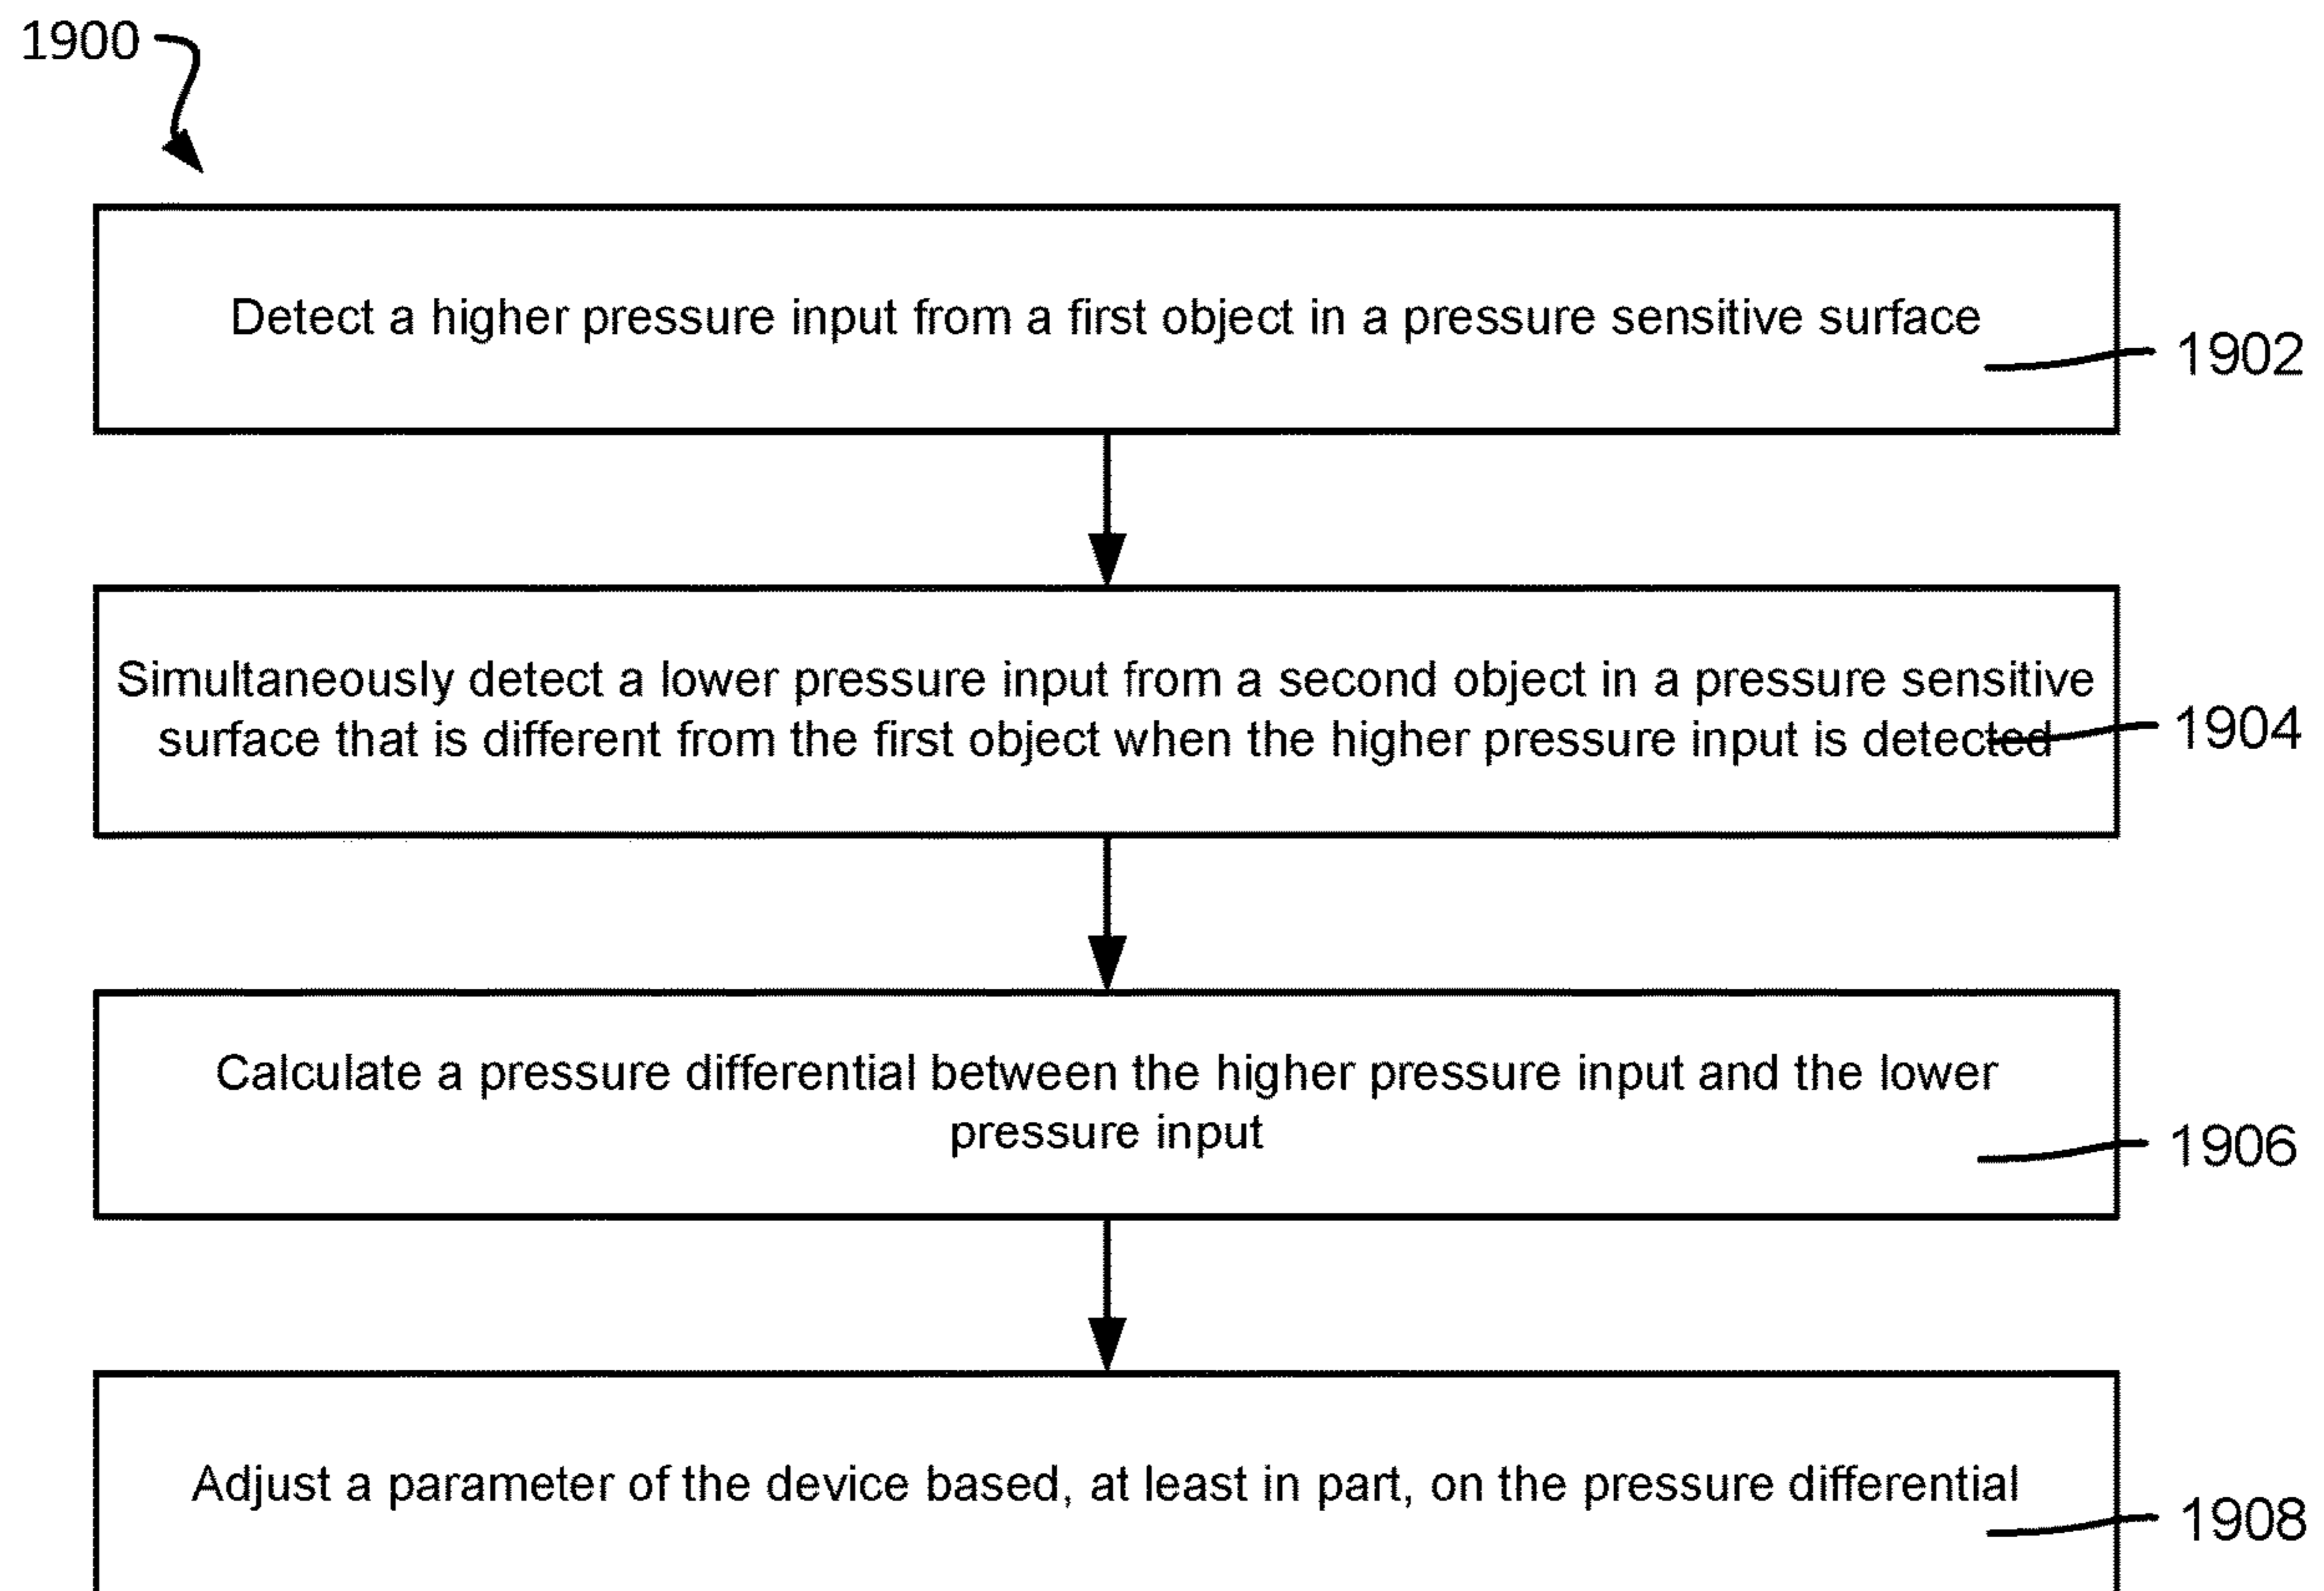 1900
Detect a higher pressure input from a first object in a pressure sensitive surface
1902
Simultaneously detect a lower pressure input from a second object in a pressure sensitive
surface that is different from the first object when the higher pressure input is detected
1904
Calculate a pressure differential between the higher pressure input and the lower
pressure input
1906
Adjust a parameter of the device based, at least in part, on the pressure differential
1908